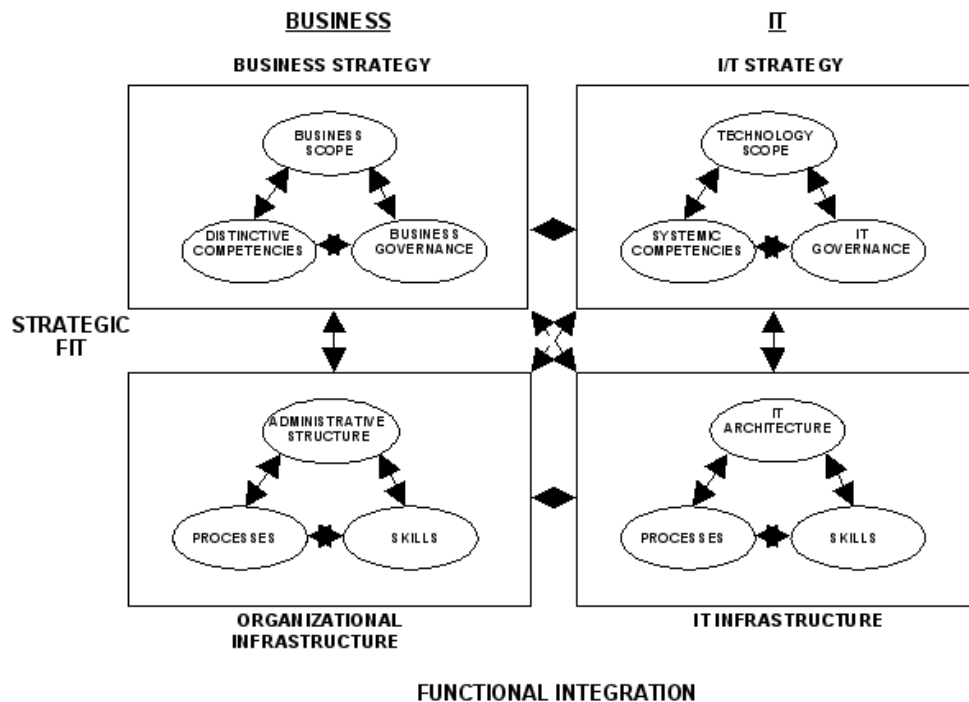 BUSINESS
IT
BUSINESS STRATEGY
I/T STRATEGY
BUSINESS
SCOPE
DISTINCTIVE
COMPETENCIES
BUSINESS
GOVERNANCE
TECHNOLOGY
SCOPE
SYSTEMIC
COMPETENCIES
IT
GOVERNANCE
STRATEGIC
FIT
ADMINISTRATIVE
STRUCTURE
PROCESSES
SKILLS
IT
ARCHITECTURE
PROCESSES
SKILLS
ORGANIZATIONAL
INFRASTRUCTURE
IT INFRASTRUCTURE
FUNCTIONAL INTEGRATION